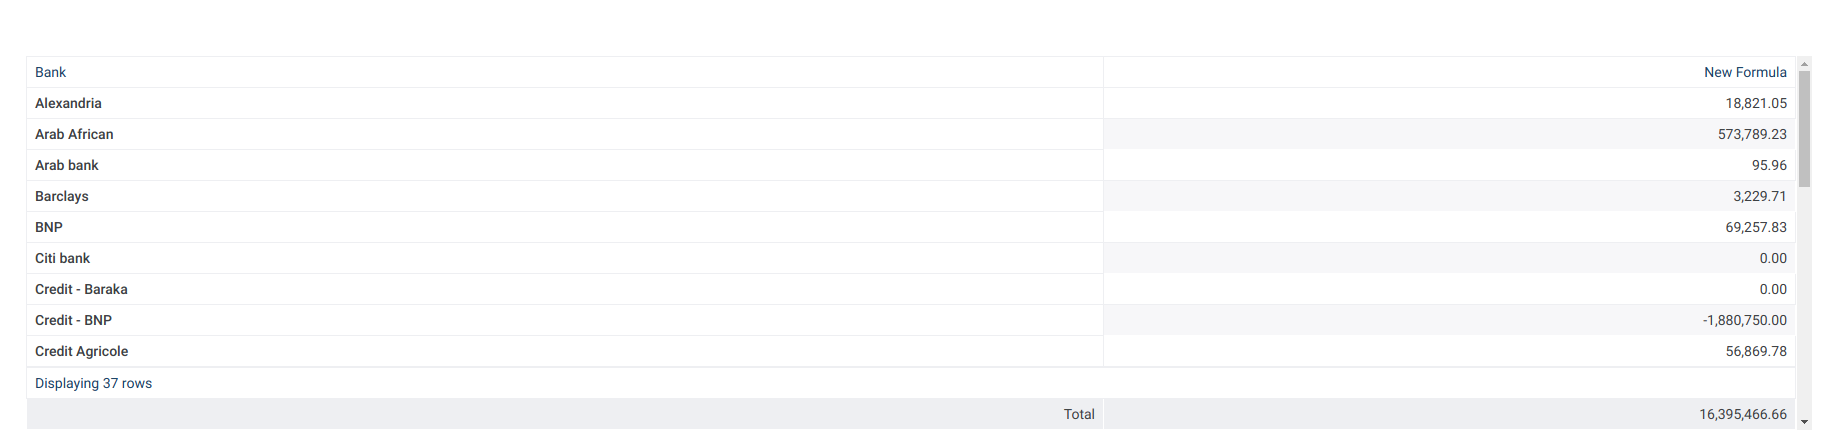 Bank New Formula
Alexandria 18,821.05
Arab African 573,789.23
Arab bank 95.96
Barclays 3,229.71
BNP 69,257.83
Citi bank 0.00
Credit - Baraka 0.00
Credit - BNP -1,880,750.00
Credit Agricole 56,869.78
Displaying 37 rows
Total 16,395,466.66